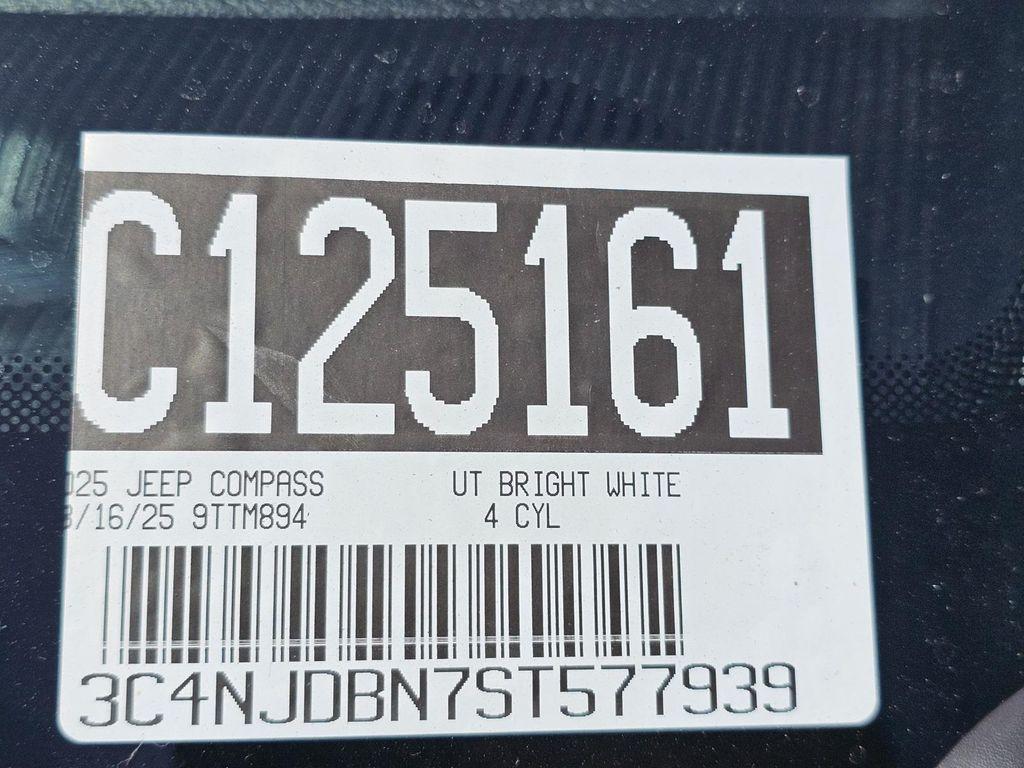 C125161
025 JEEP COMPASS UT BRIGHT WHITE
/16/25 9TTM894 4 CYL
3C4NJDBN7ST577939